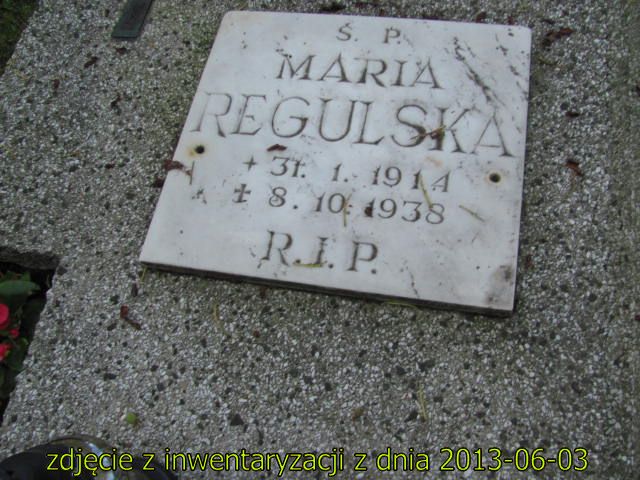 Ś. P.
MARIA
REGULSKA
* 31. 1. 1914
✝ 8. 10. 1938
R.I.P.
zdjęcie z inwentaryzacji z dnia 2013-06-03